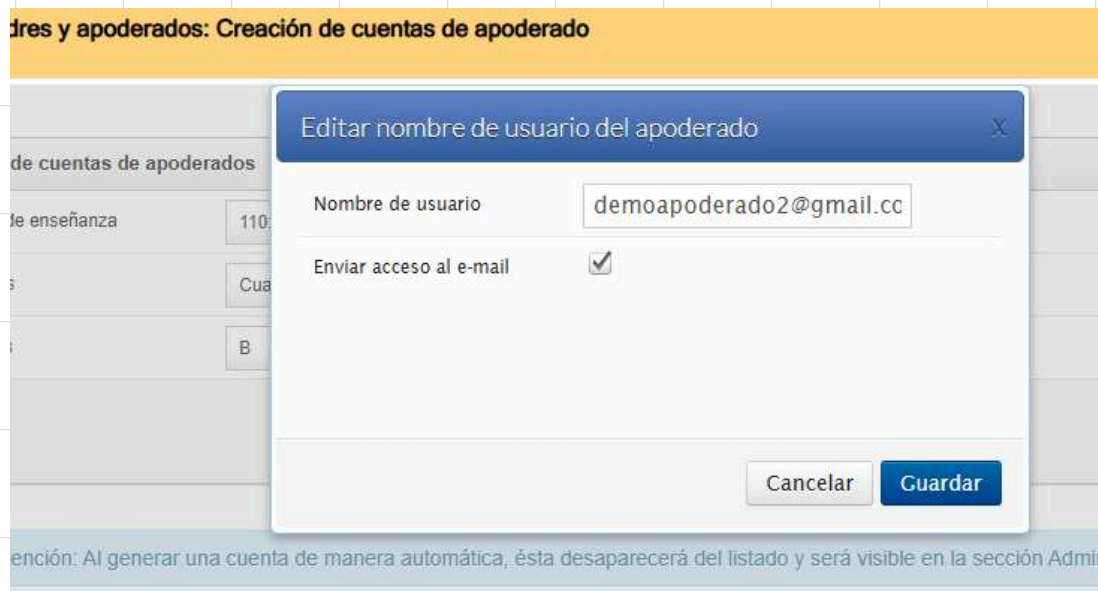 dres y apoderados: Creación de cuentas de apoderado
Editar nombre de usuario del apoderado X
de cuentas de apoderados
Nombre de usuario demoapoderado2@gmail.co
de enseñanza 110
Enviar acceso al e-mail
s Cua
B
Cancelar Guardar
ención: Al generar una cuenta de manera automática, ésta desaparecerá del listado y será visible en la sección Admi